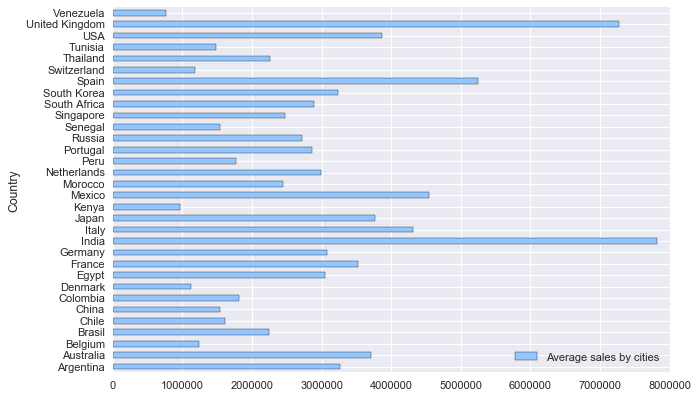 Venezuela
United Kingdom
USA
Tunisia
Thailand
Switzerland
Spain
South Korea
South Africa
Singapore
Senegal
Russia
Portugal
Peru
Netherlands
Morocco
Mexico
Kenya
Japan
Italy
India
Germany
France
Egypt
Denmark
Colombia
China
Chile
Brasil
Belgium
Australia
Argentina
Country
Average sales by cities
0 1000000 2000000 3000000 4000000 5000000 6000000 7000000 8000000